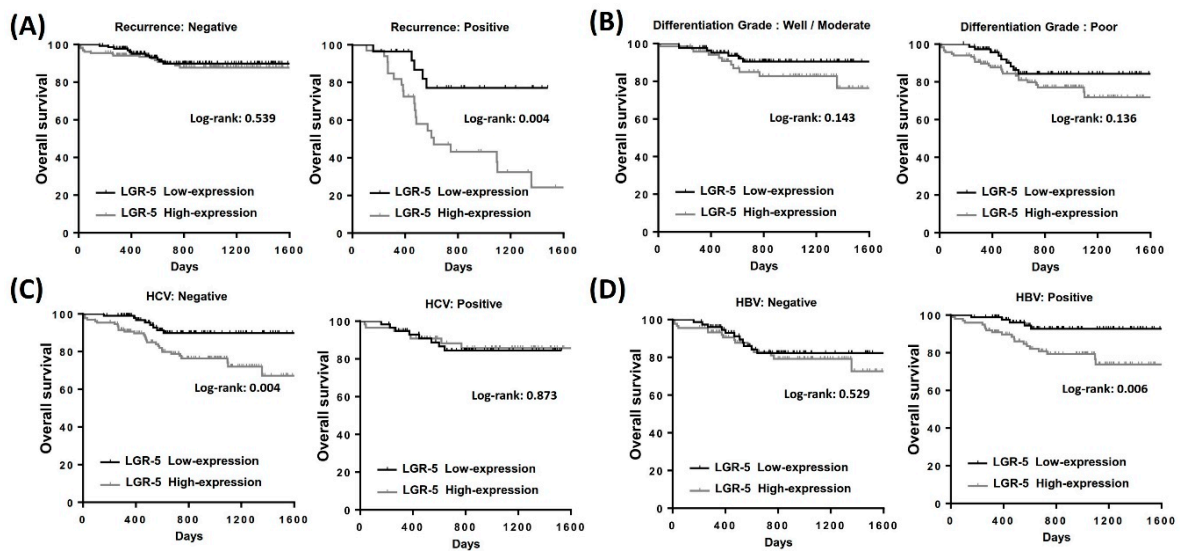 (A)
Recurrence: Negative
Overall survival
100
80
60
40
20
0
Log-rank: 0.539
LGR-5 Low-expression
LGR-5 High-expression
0 400 800 1200 1600
Days
Recurrence: Positive
Overall survival
100
80
60
40
20
0
Log-rank: 0.004
LGR-5 Low-expression
LGR-5 High-expression
0 400 800 1200 1600
Days
(B)
Differentiation Grade : Well / Moderate
Overall survival
100
80
60
40
20
0
Log-rank: 0.143
LGR-5 Low-expression
LGR-5 High-expression
0 400 800 1200 1600
Days
Differentiation Grade : Poor
Overall survival
100
80
60
40
20
0
Log-rank: 0.136
LGR-5 Low-expression
LGR-5 High-expression
0 400 800 1200 1600
Days
(C)
HCV: Negative
Overall survival
100
80
60
40
20
0
Log-rank: 0.004
LGR-5 Low-expression
LGR-5 High-expression
0 400 800 1200 1600
Days
HCV: Positive
Overall survival
100
80
60
40
20
0
Log-rank: 0.873
LGR-5 Low-expression
LGR-5 High-expression
0 400 800 1200 1600
Days
(D)
HBV: Negative
Overall survival
100
80
60
40
20
0
Log-rank: 0.529
LGR-5 Low-expression
LGR-5 High-expression
0 400 800 1200 1600
Days
HBV: Positive
Overall survival
100
80
60
40
20
0
Log-rank: 0.006
LGR-5 Low-expression
LGR-5 High-expression
0 400 800 1200 1600
Days